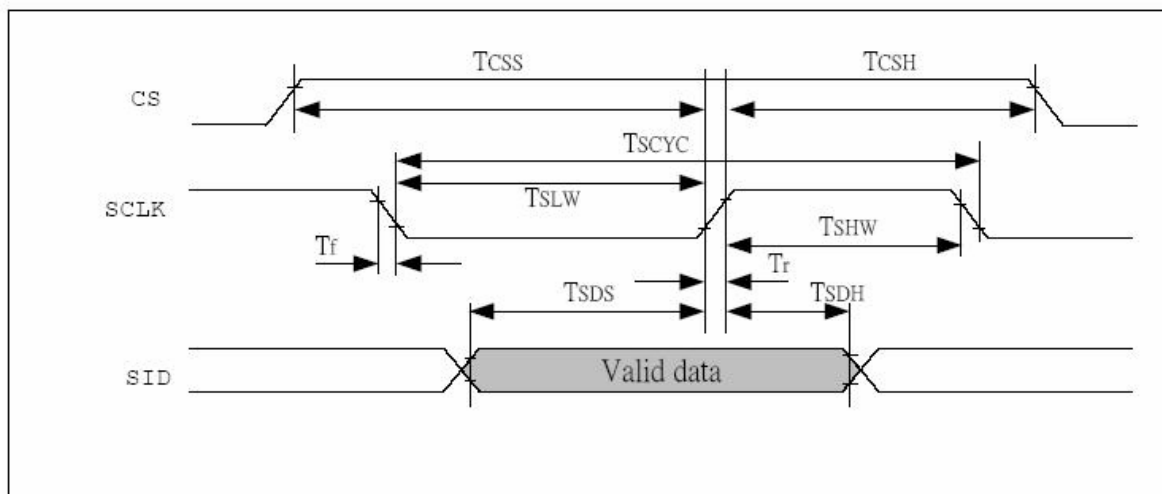 TCSS
TCSH
CS
TSCYC
TSLW
SCLK
TSHW
Tf
Tr
TSDS
TSDH
SID
Valid data